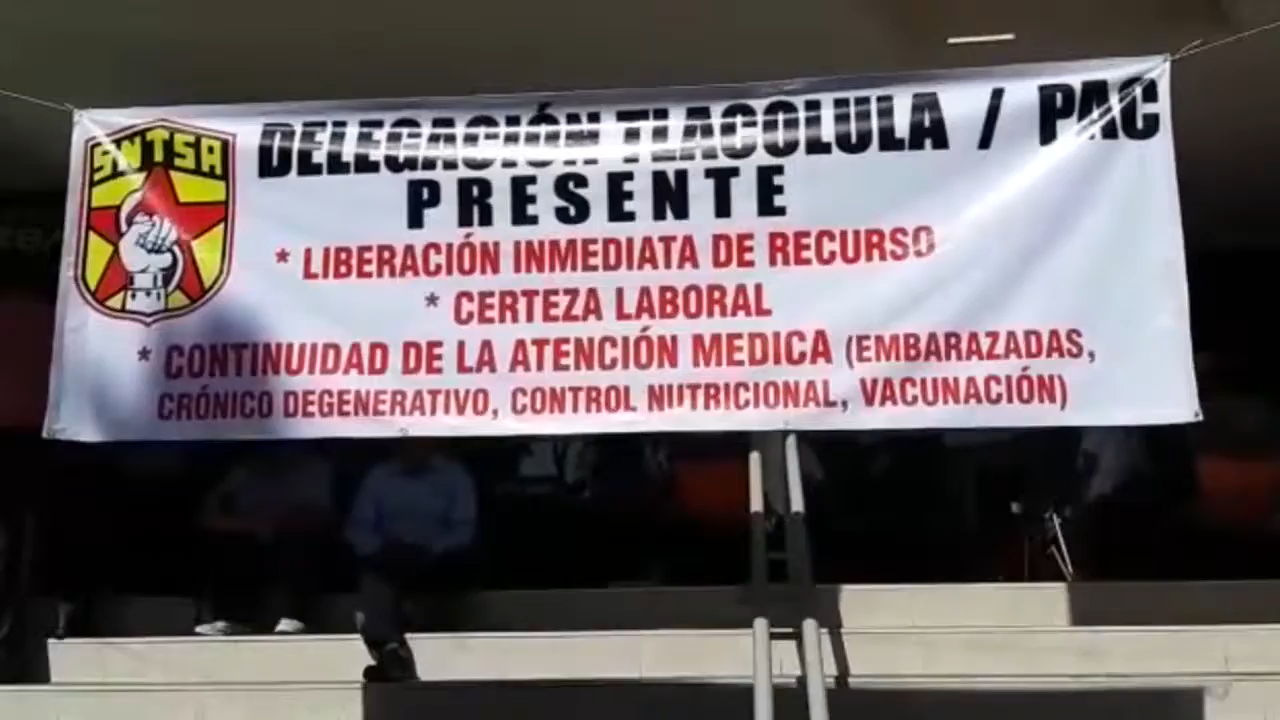 SNTSA
DELEGACIÓN TLACOLULA / PAC
PRESENTE
* LIBERACIÓN INMEDIATA DE RECURSO
* CERTEZA LABORAL
* CONTINUIDAD DE LA ATENCIÓN MEDICA (EMBARAZADAS,
CRÓNICO DEGENERATIVO, CONTROL NUTRICIONAL, VACUNACIÓN)